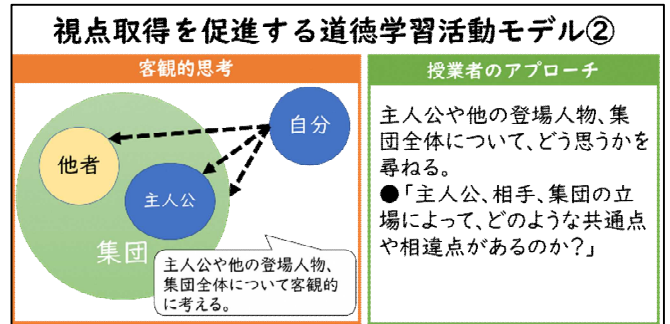 視点取得を促進する道徳学習活動モデル②
客観的思考
自分
他者
主人公
集団
主人公や他の登場人物、
集団全体について客観的
に考える。
授業者のアプローチ
主人公や他の登場人物、集
団全体について、どう思うかを
尋ねる。
●「主人公、相手、集団の立
場によって、どのような共通点
や相違点があるのか？」